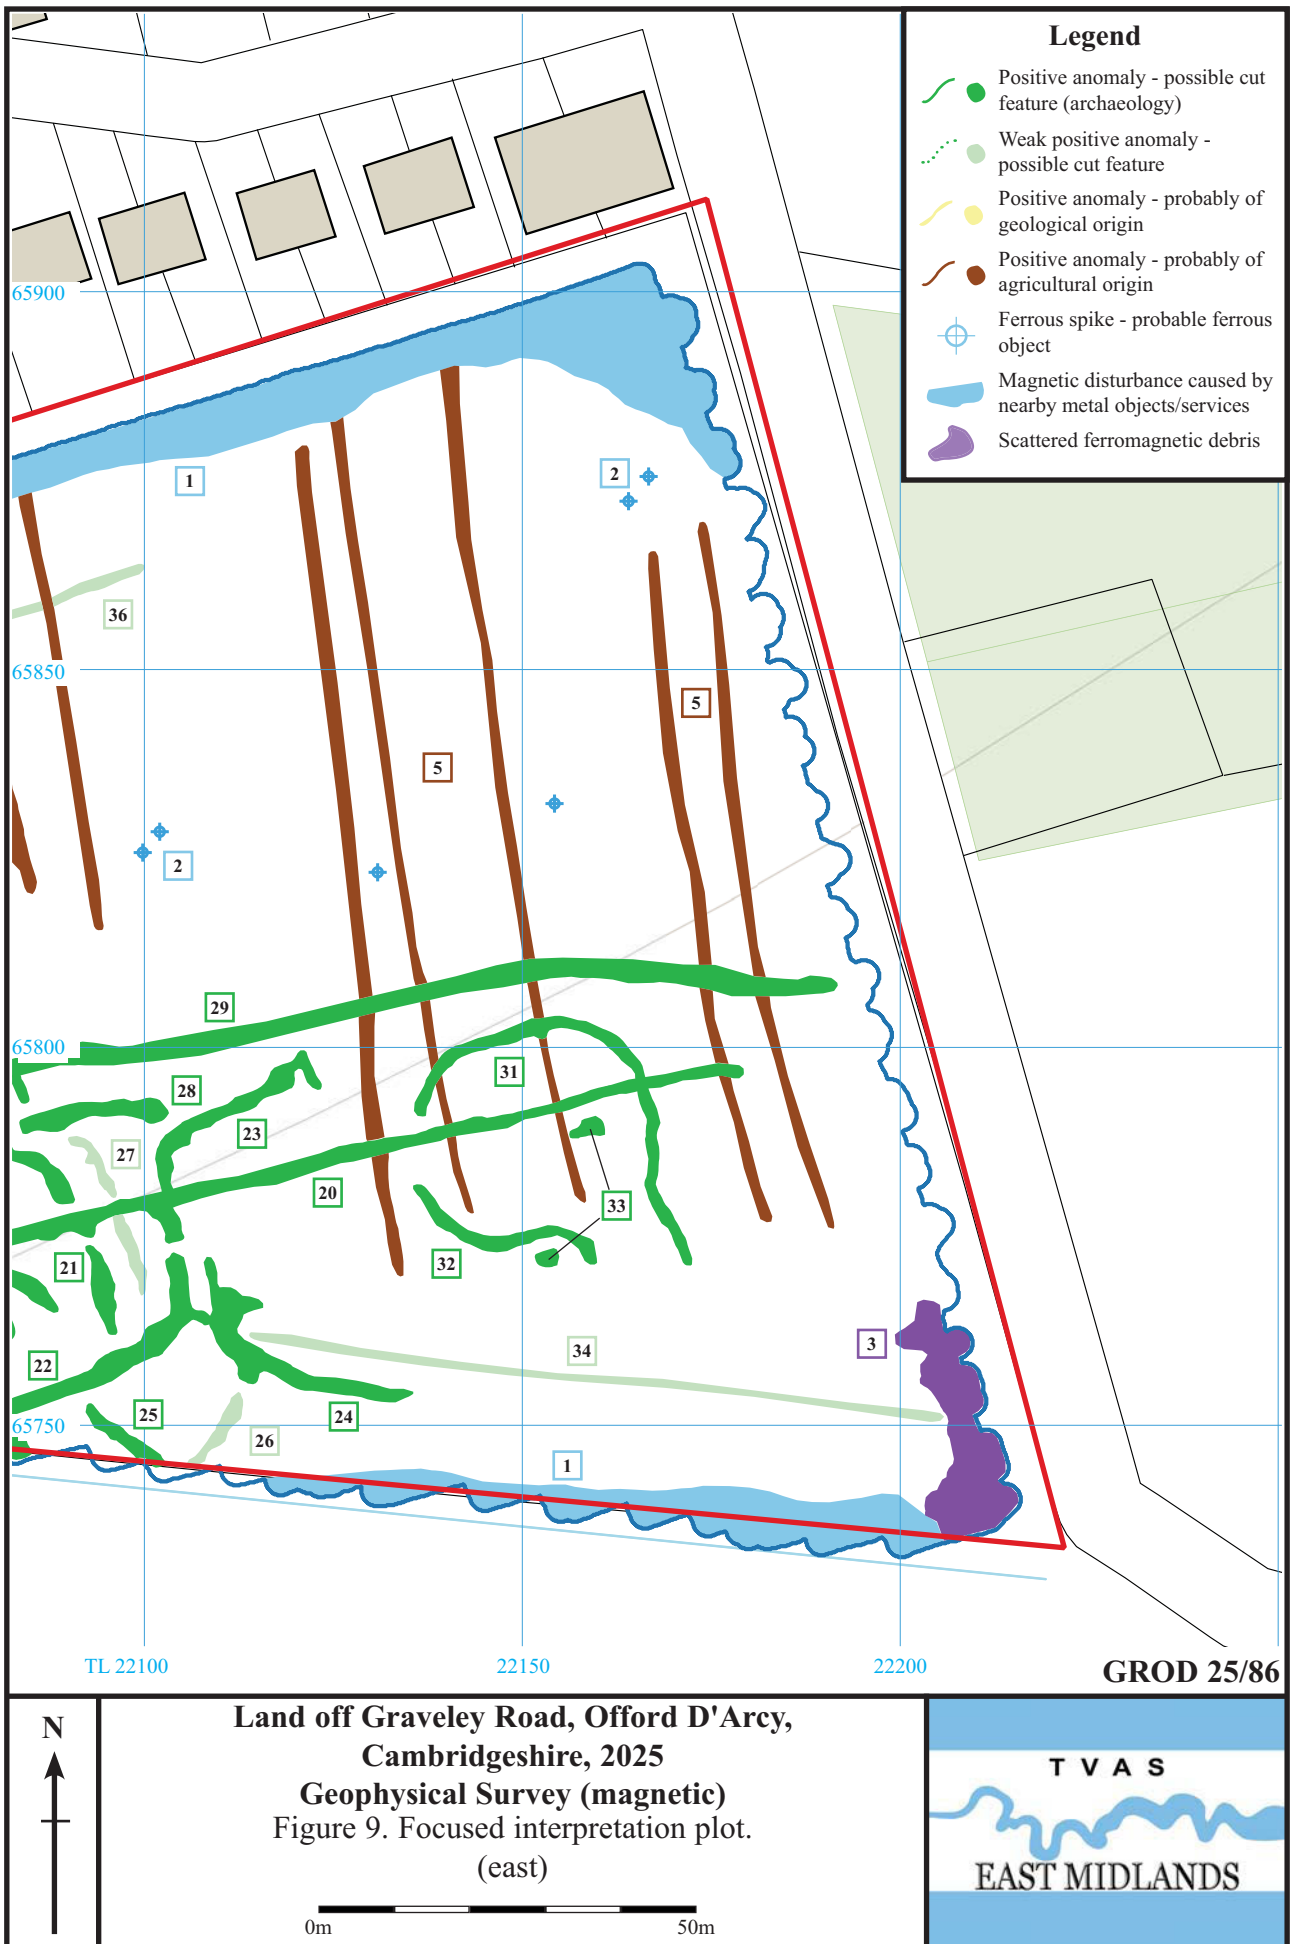 Legend
Positive anomaly - possible cut
feature (archaeology)
Weak positive anomaly -
possible cut feature
Positive anomaly - probably of
geological origin
Positive anomaly - probably of
agricultural origin
Ferrous spike - probable ferrous
object
Magnetic disturbance caused by
nearby metal objects/services
Scattered ferromagnetic debris
65900
1
2
36
65850
5
5
2
29
65800
31
28
23
27
20
33
32
21
34
3
22
25
24
65750
26
1
TL 22100
22150
22200
GROD 25/86
N
Land off Graveley Road, Offord D'Arcy,
Cambridgeshire, 2025
Geophysical Survey (magnetic)
Figure 9. Focused interpretation plot.
(east)
0m
50m
TVAS
EAST MIDLANDS